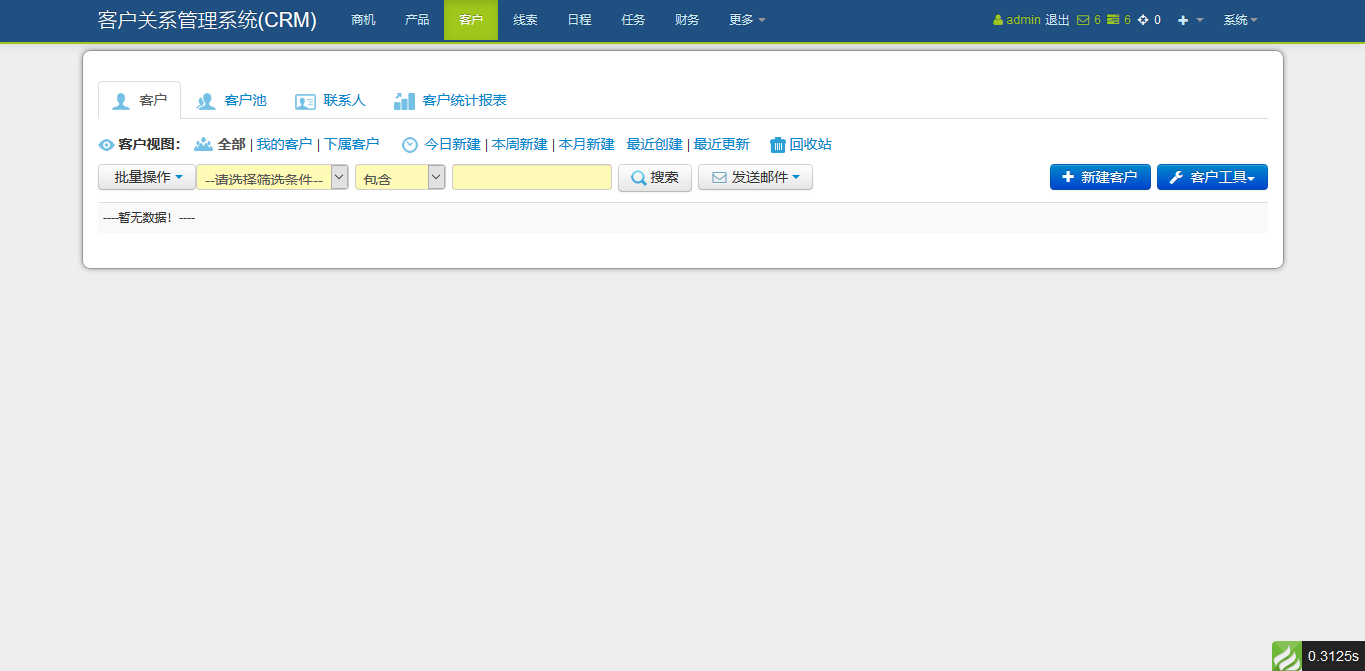 客户关系管理系统(CRM) 商机 产品 客户 线索 日程 任务 财务 更多 admin 退出 6 6 0 系统
客户 客户池 联系人 客户统计报表
客户视图: 全部 | 我的客户 | 下属客户 今日新建 | 本周新建 | 本月新建 最近创建 | 最近更新 回收站
批量操作 --请选择筛选条件-- 包含 搜索 发送邮件 新建客户 客户工具
----暂无数据! ----
0.3125s